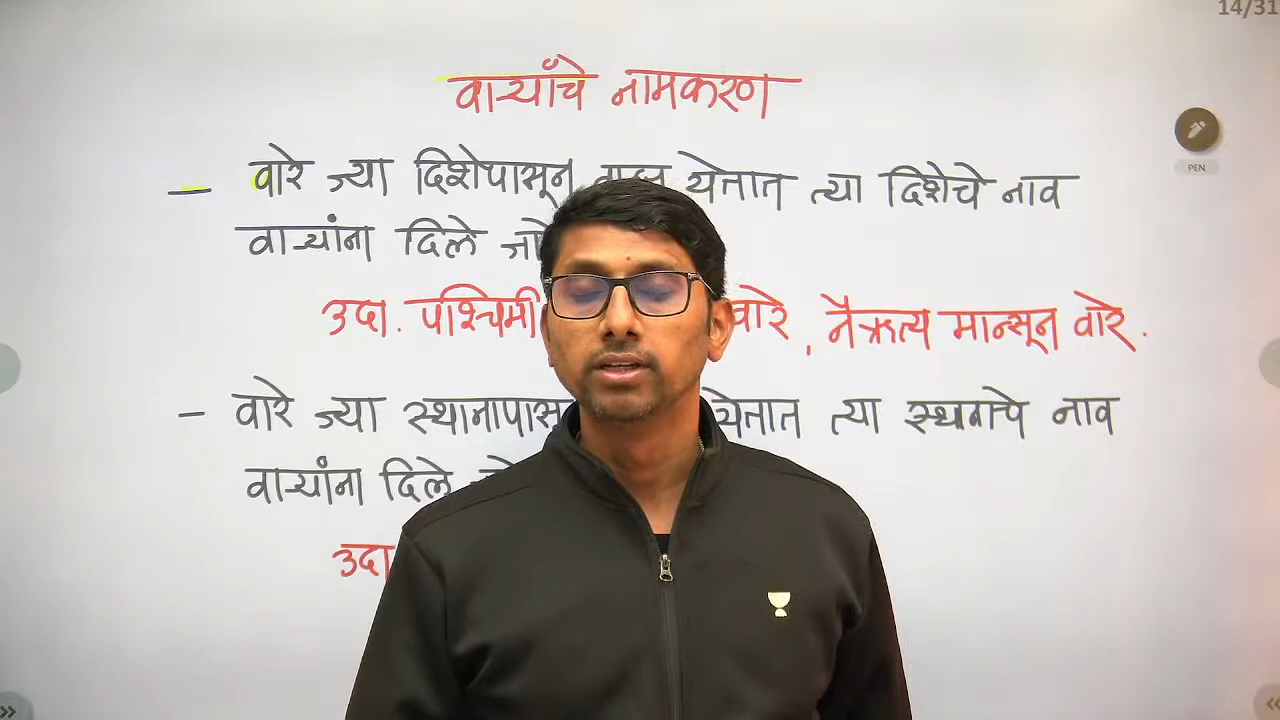 14/31
वाऱ्यांचे नामकरण
PEN
- वारे ज्या दिशेपासून येतात त्या दिशेचे नाव
वाऱ्यांना दिले
उदा. पश्चिमी वारे, नैऋत्य मान्सून वारे.
- वारे ज्या येतात त्या स्थानाचे नाव
वाऱ्यांना दिले
उदा